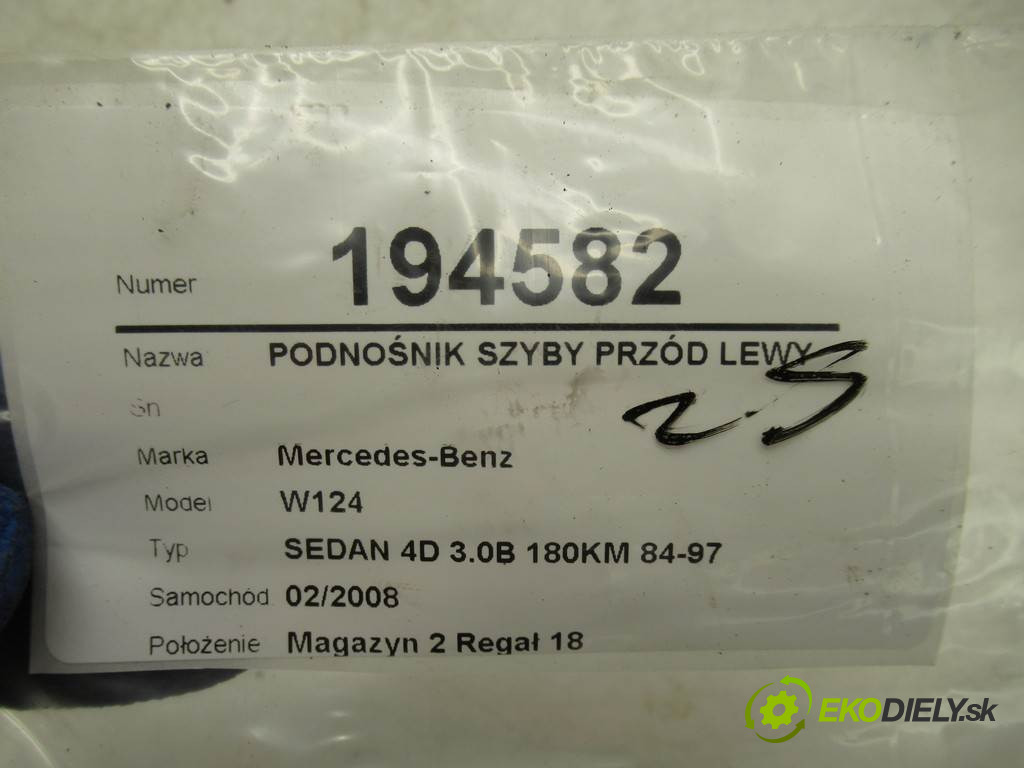 Numer 194582
Nazwa PODNOŚNIK SZYBY PRZÓD LEWY
Sn
Marka Mercedes-Benz
Model W124
Typ SEDAN 4D 3.0B 180KM 84-97
Samochód 02/2008
Położenie Magazyn 2 Regał 18
EKODIELY.sk